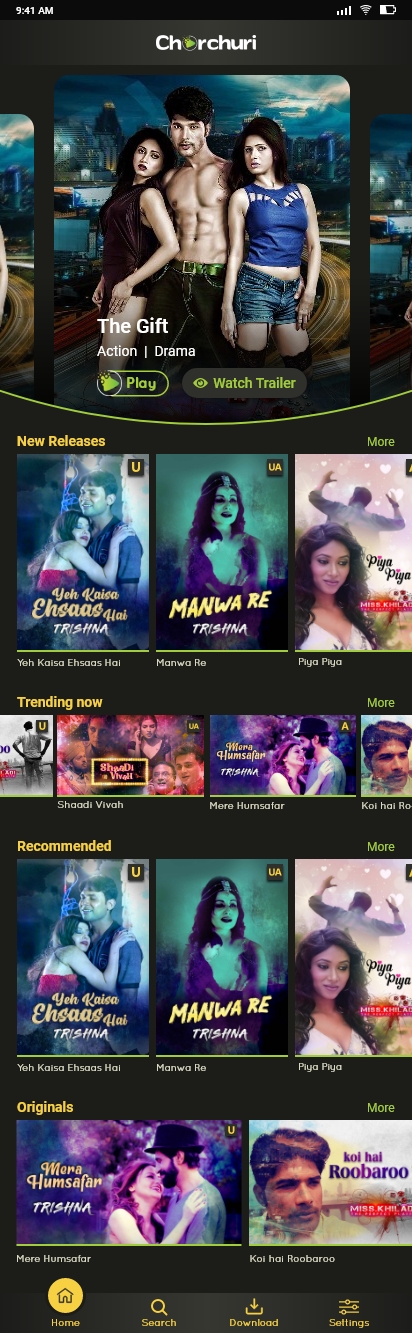 9:41 AM
Chorchuri
The Gift
Action | Drama
Play
Watch Trailer
New Releases
More
U
Yeh Kaisa
Ehsaas Hai
TRISHNA
UA
MANWA RE
TRISHNA
Piya
Piya
MISS.KHILADI
Yeh Kaisa Ehsaas Hai
Manwa Re
Piya Piya
Trending now
More
U
UA
ShaaDi
VivaH
A
Mera
Humsafar
TRISHNA
Shaadi Vivah
Mere Humsafar
Koi hai Ro
Recommended
More
U
Yeh Kaisa
Ehsaas Hai
TRISHNA
UA
MANWA RE
TRISHNA
Piya
Piya
MISS.KHILADI
Yeh Kaisa Ehsaas Hai
Manwa Re
Piya Piya
Originals
More
U
Mera
Humsafar
TRISHNA
koi hai
Roobaroo
MISS.KHILADI
Mere Humsafar
Koi hai Roobaroo
Home
Search
Download
Settings